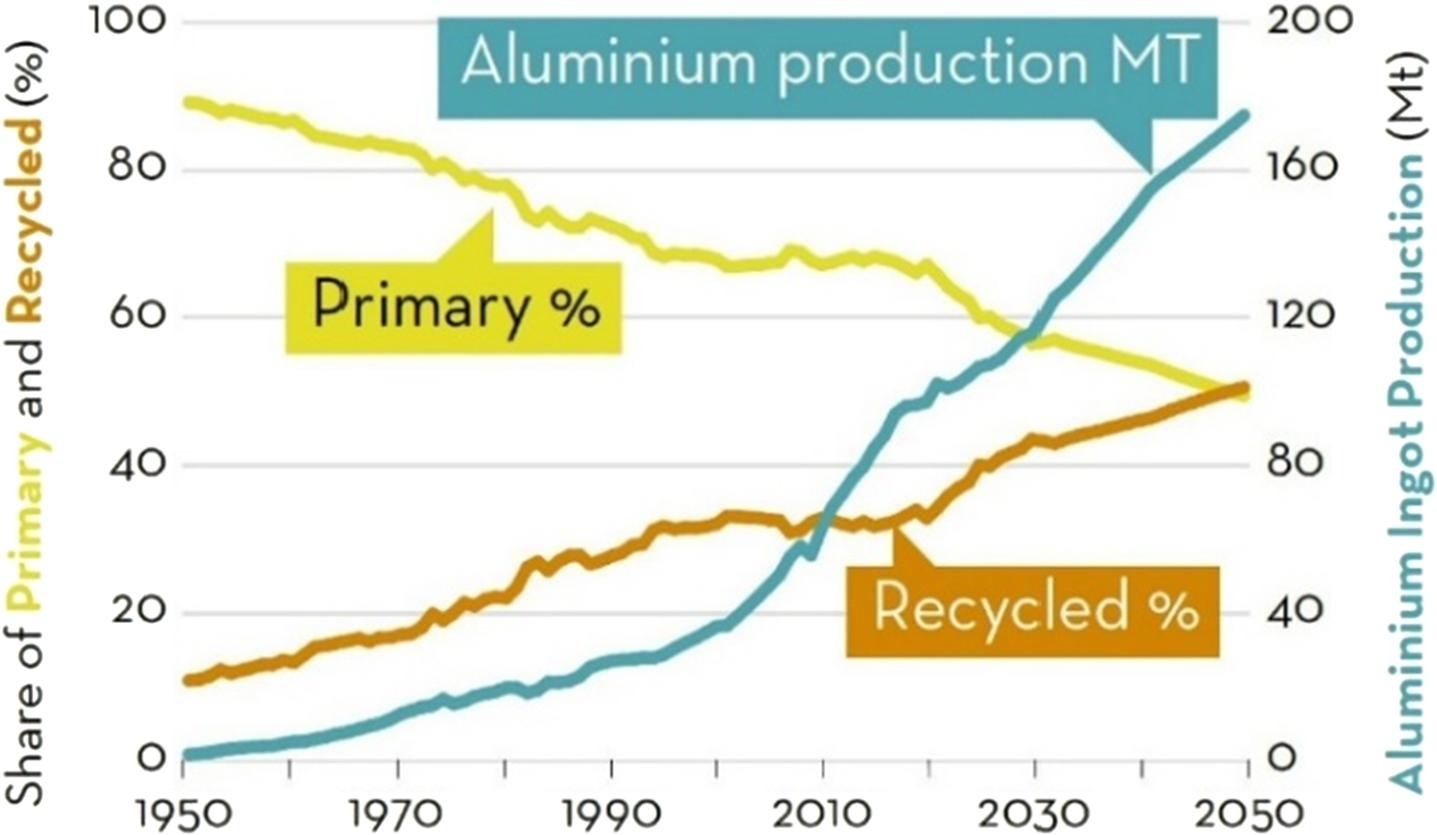 Share of Primary and Recycled (%)
100
80
60
40
20
0
Aluminium production MT
Primary %
Recycled %
200
160
120
80
40
0
Aluminium Ingot Production (Mt)
1950 1970 1990 2010 2030 2050